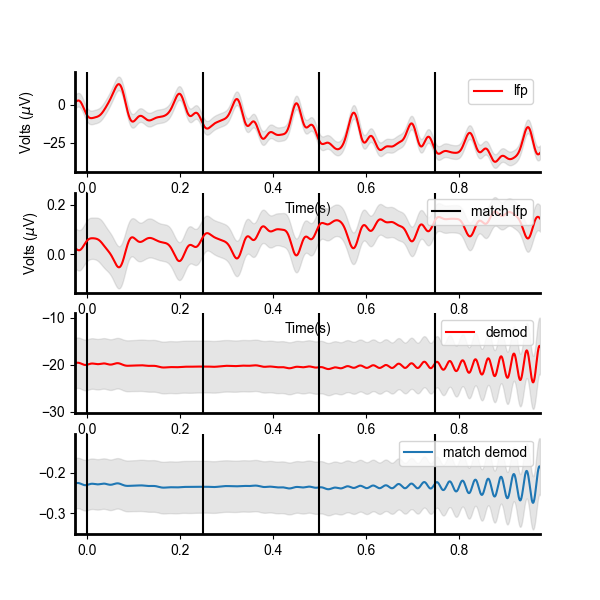 lfp
Volts (μV)
0
−25
0.0 0.2 0.4 0.6 0.8
Time(s)
match lfp
Volts (μV)
0.2
0.0
0.0 0.2 0.4 0.6 0.8
Time(s)
demod
−10
−20
−30
0.0 0.2 0.4 0.6 0.8
match demod
−0.2
−0.3
0.0 0.2 0.4 0.6 0.8